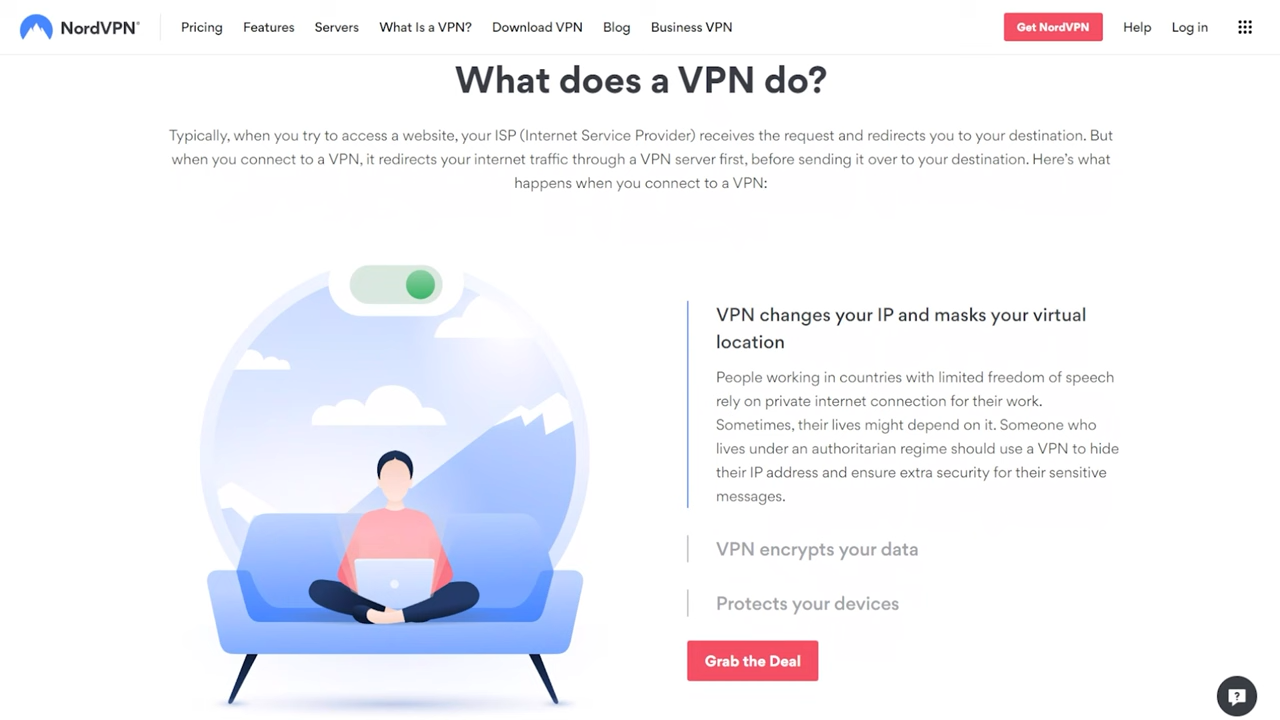 NordVPN® Pricing Features Servers What Is a VPN? Download VPN Blog Business VPN Get NordVPN Help Log in
What does a VPN do?
Typically, when you try to access a website, your ISP (Internet Service Provider) receives the request and redirects you to your destination. But
when you connect to a VPN, it redirects your internet traffic through a VPN server first, before sending it over to your destination. Here’s what
happens when you connect to a VPN:
VPN changes your IP and masks your virtual
location
People working in countries with limited freedom of speech
rely on private internet connection for their work.
Sometimes, their lives might depend on it. Someone who
lives under an authoritarian regime should use a VPN to hide
their IP address and ensure extra security for their sensitive
messages.
VPN encrypts your data
Protects your devices
Grab the Deal
?